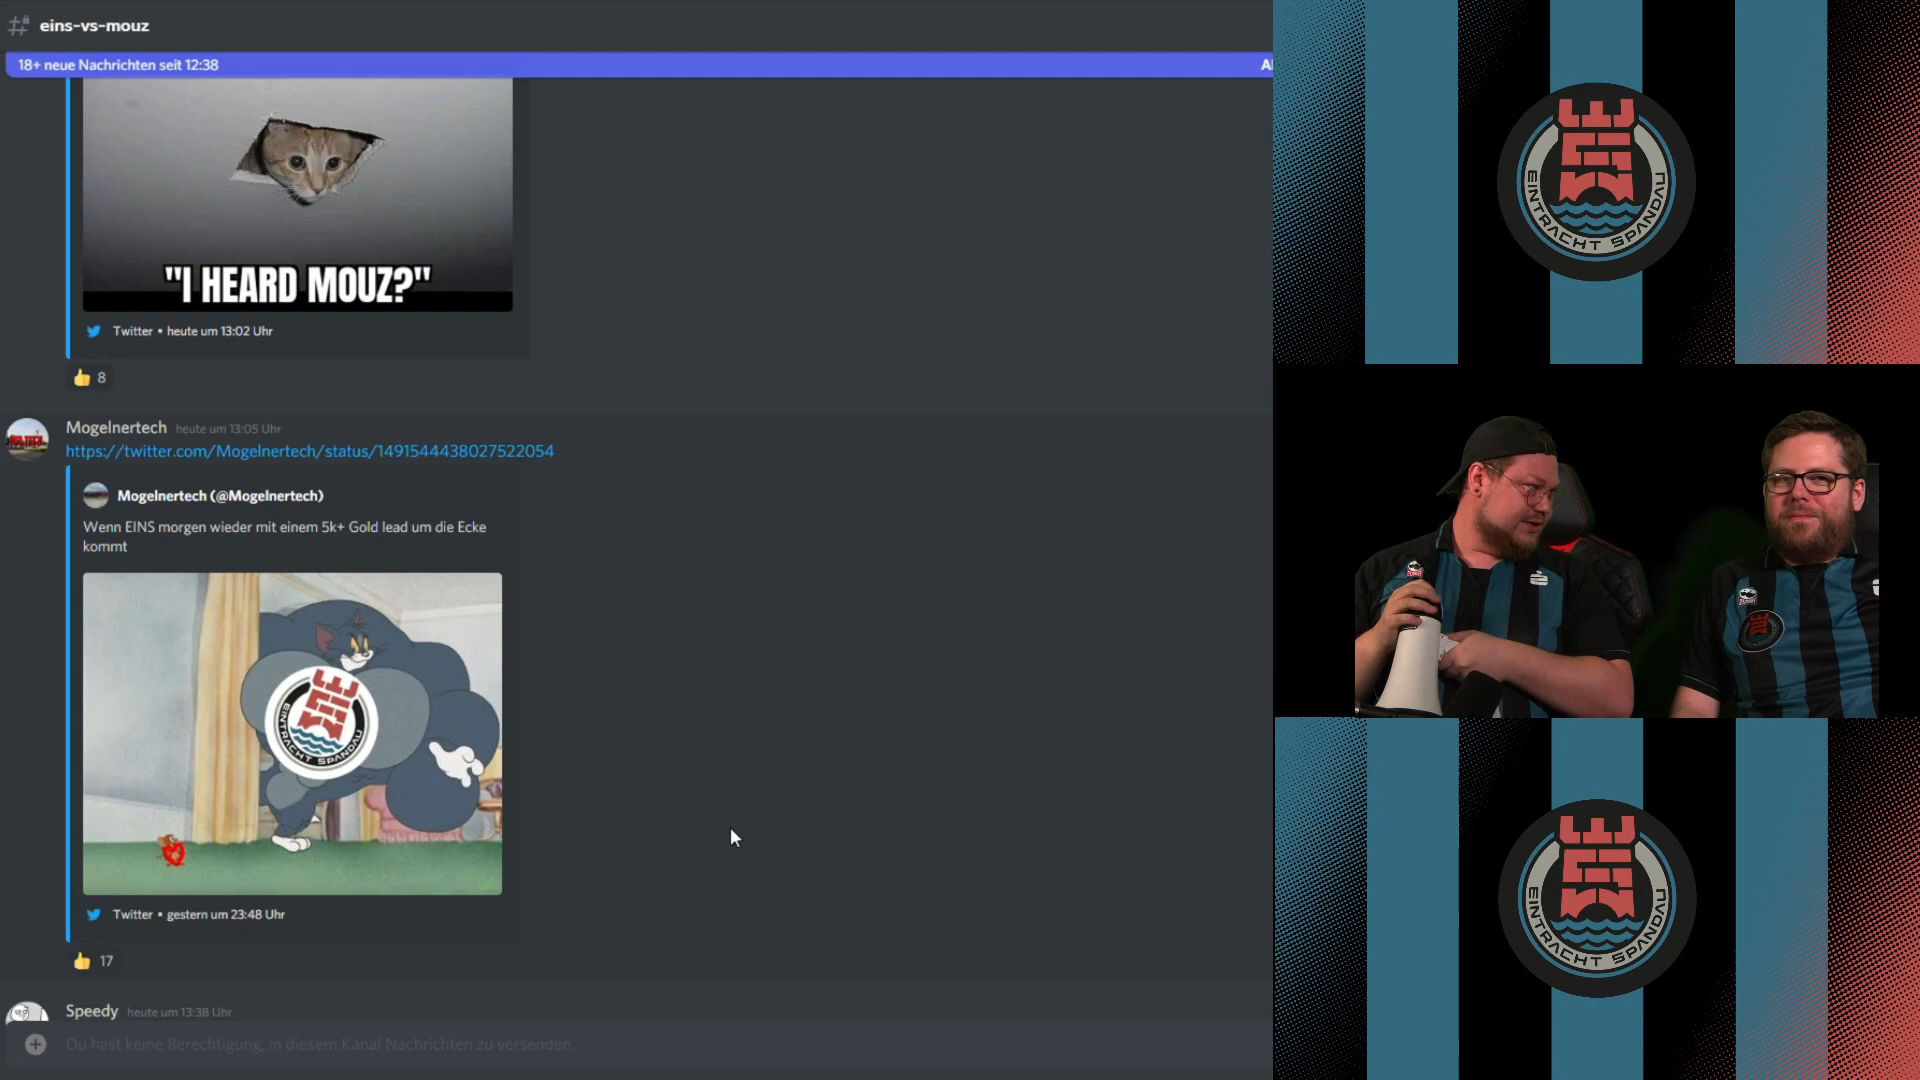 eins-vs-mouz
18+ neue Nachrichten seit 12:38
"I HEARD MOUZ?"
Twitter • heute um 13:02 Uhr
8
Mogelnertech heute um 13:05 Uhr
https://twitter.com/Mogelnertech/status/1491544438027522054
Mogelnertech (@Mogelnertech)
Wenn EINS morgen wieder mit einem 5k+ Gold lead um die Ecke
kommt
EINTRACHT SPANDAU
Twitter • gestern um 23:48 Uhr
17
Speedy heute um 13:38 Uhr
Du hast keine Berechtigung, in diesem Kanal Nachrichten zu versenden.
EINTRACHT SPANDAU
EINTRACHT SPANDAU